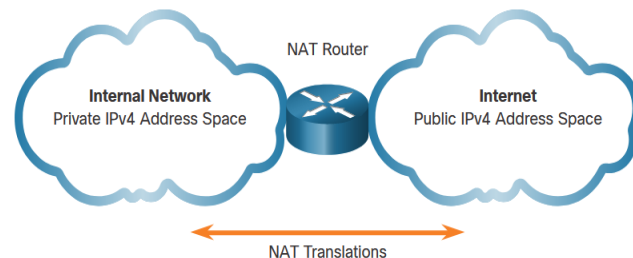 NAT Router
Internal Network
Private IPv4 Address Space
Internet
Public IPv4 Address Space
NAT Translations